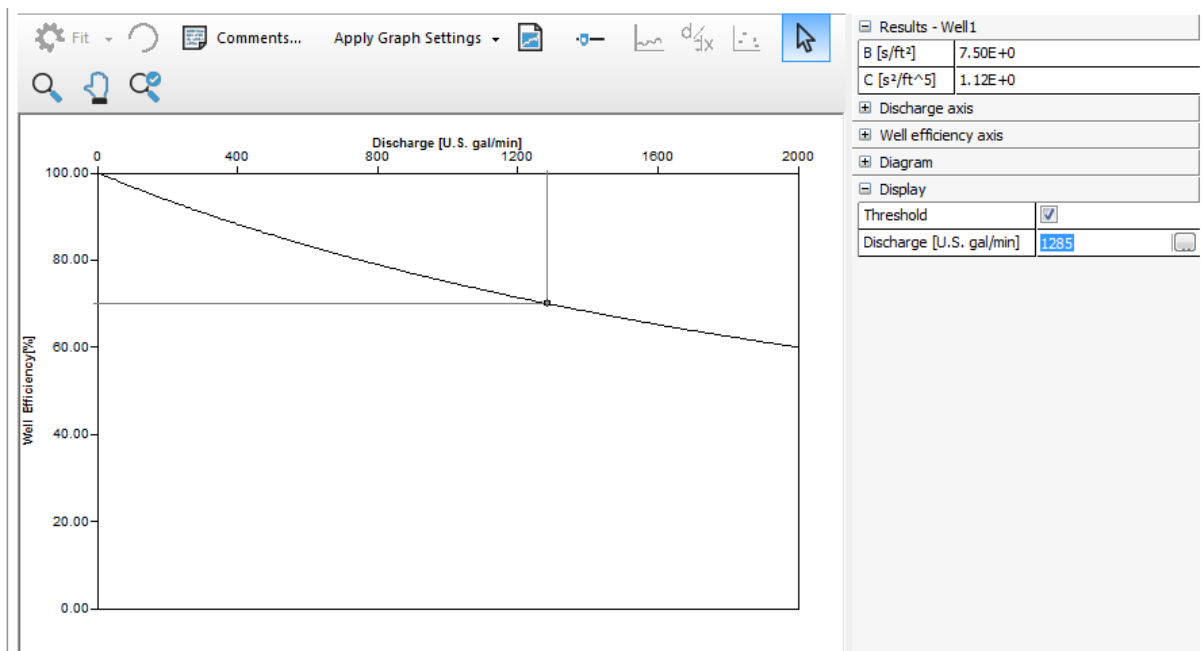 Fit
Comments...
Apply Graph Settings
d/dx
Discharge [U.S. gal/min]
0 400 800 1200 1600 2000
100.00
80.00
60.00
40.00
20.00
0.00
Well Efficiency[%]
Results - Well1
B [s/ft²] 7.50E+0
C [s²/ft^5] 1.12E+0
Discharge axis
Well efficiency axis
Diagram
Display
Threshold
Discharge [U.S. gal/min] 1285